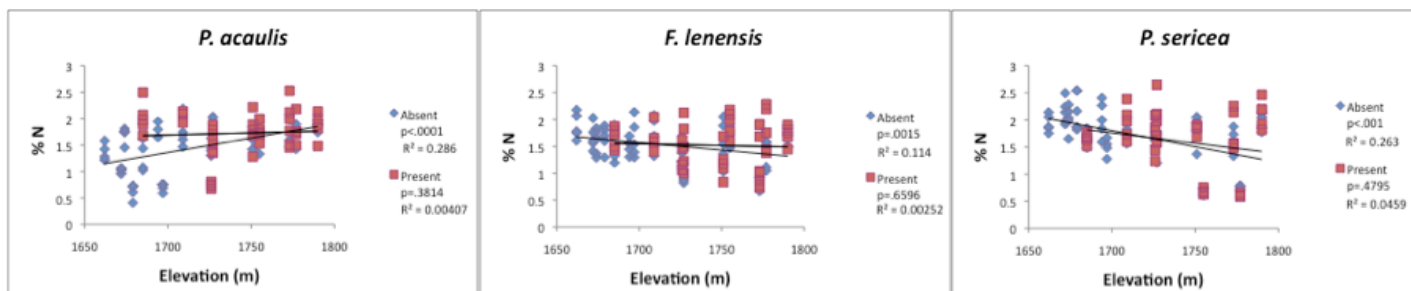 P. acaulis
% N
3
2.5
2
1.5
1
0.5
0
1650 1700 1750 1800
Elevation (m)
Absent
p<.0001
R² = 0.286
Present
p=.3814
R² = 0.00407
F. lenensis
% N
3
2.5
2
1.5
1
0.5
0
1650 1700 1750 1800
Elevation (m)
Absent
p=.0015
R² = 0.114
Present
p=.6596
R² = 0.00252
P. sericea
% N
3
2.5
2
1.5
1
0.5
0
1650 1700 1750 1800
Elevation (m)
Absent
p<.001
R² = 0.263
Present
p=.4795
R² = 0.0459